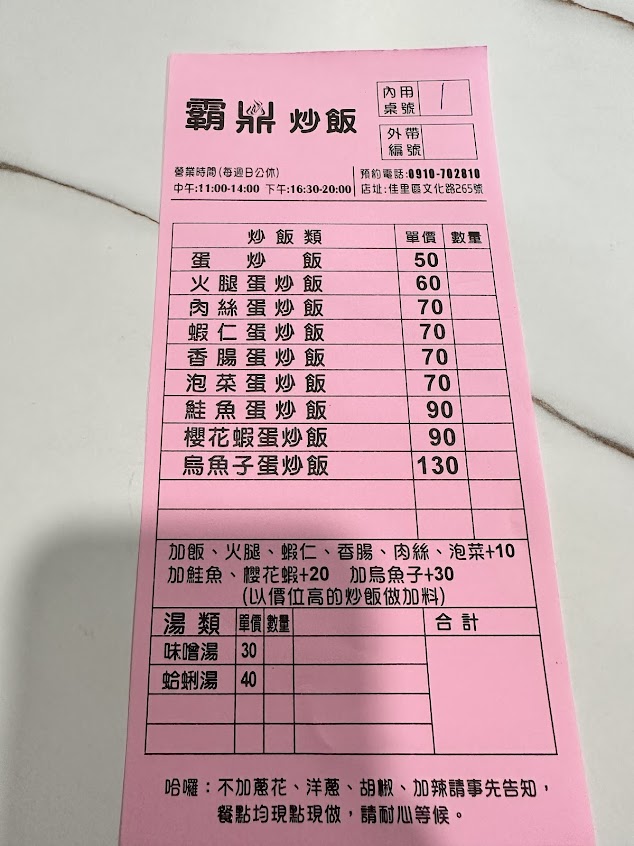 霸鼎炒飯
內用桌號 1
外帶編號
營業時間(每週日公休)
中午:11:00-14:00 下午:16:30-20:00
預約電話:0910-702810
店址:佳里區文化路265號
炒飯類 單價 數量
蛋炒飯 50
火腿蛋炒飯 60
肉絲蛋炒飯 70
蝦仁蛋炒飯 70
香腸蛋炒飯 70
泡菜蛋炒飯 70
鮭魚蛋炒飯 90
櫻花蝦蛋炒飯 90
烏魚子蛋炒飯 130
加飯、火腿、蝦仁、香腸、肉絲、泡菜+10
加鮭魚、櫻花蝦+20 加烏魚子+30
(以價位高的炒飯做加料)
湯類 單價 數量 合計
味噌湯 30
蛤蜊湯 40
哈囉：不加蔥花、洋蔥、胡椒、加辣請事先告知，
餐點均現點現做，請耐心等候。